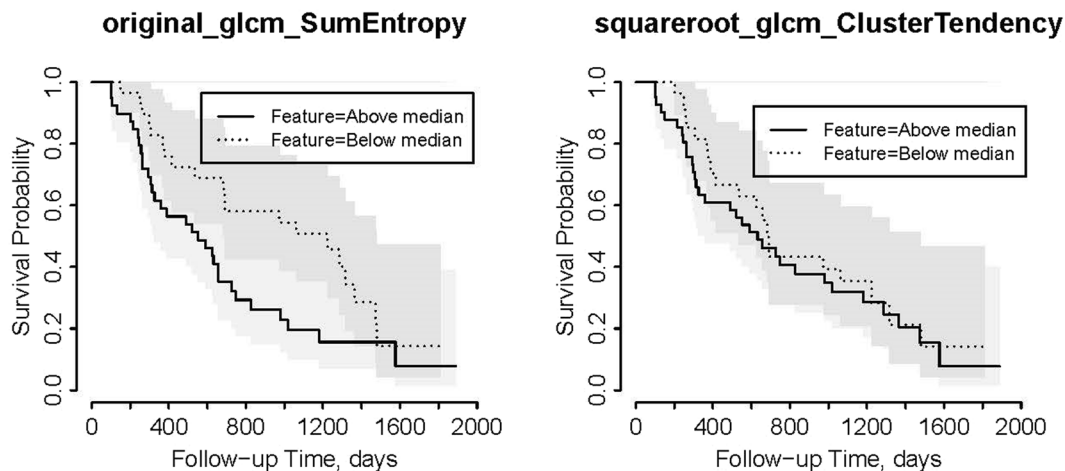 original_glcm_SumEntropy
Survival Probability
1.0
0.8
0.6
0.4
0.2
0.0
Feature=Above median
Feature=Below median
0 400 800 1200 1600 2000
Follow-up Time, days
squareroot_glcm_ClusterTendency
Survival Probability
1.0
0.8
0.6
0.4
0.2
0.0
Feature=Above median
Feature=Below median
0 400 800 1200 1600 2000
Follow-up Time, days